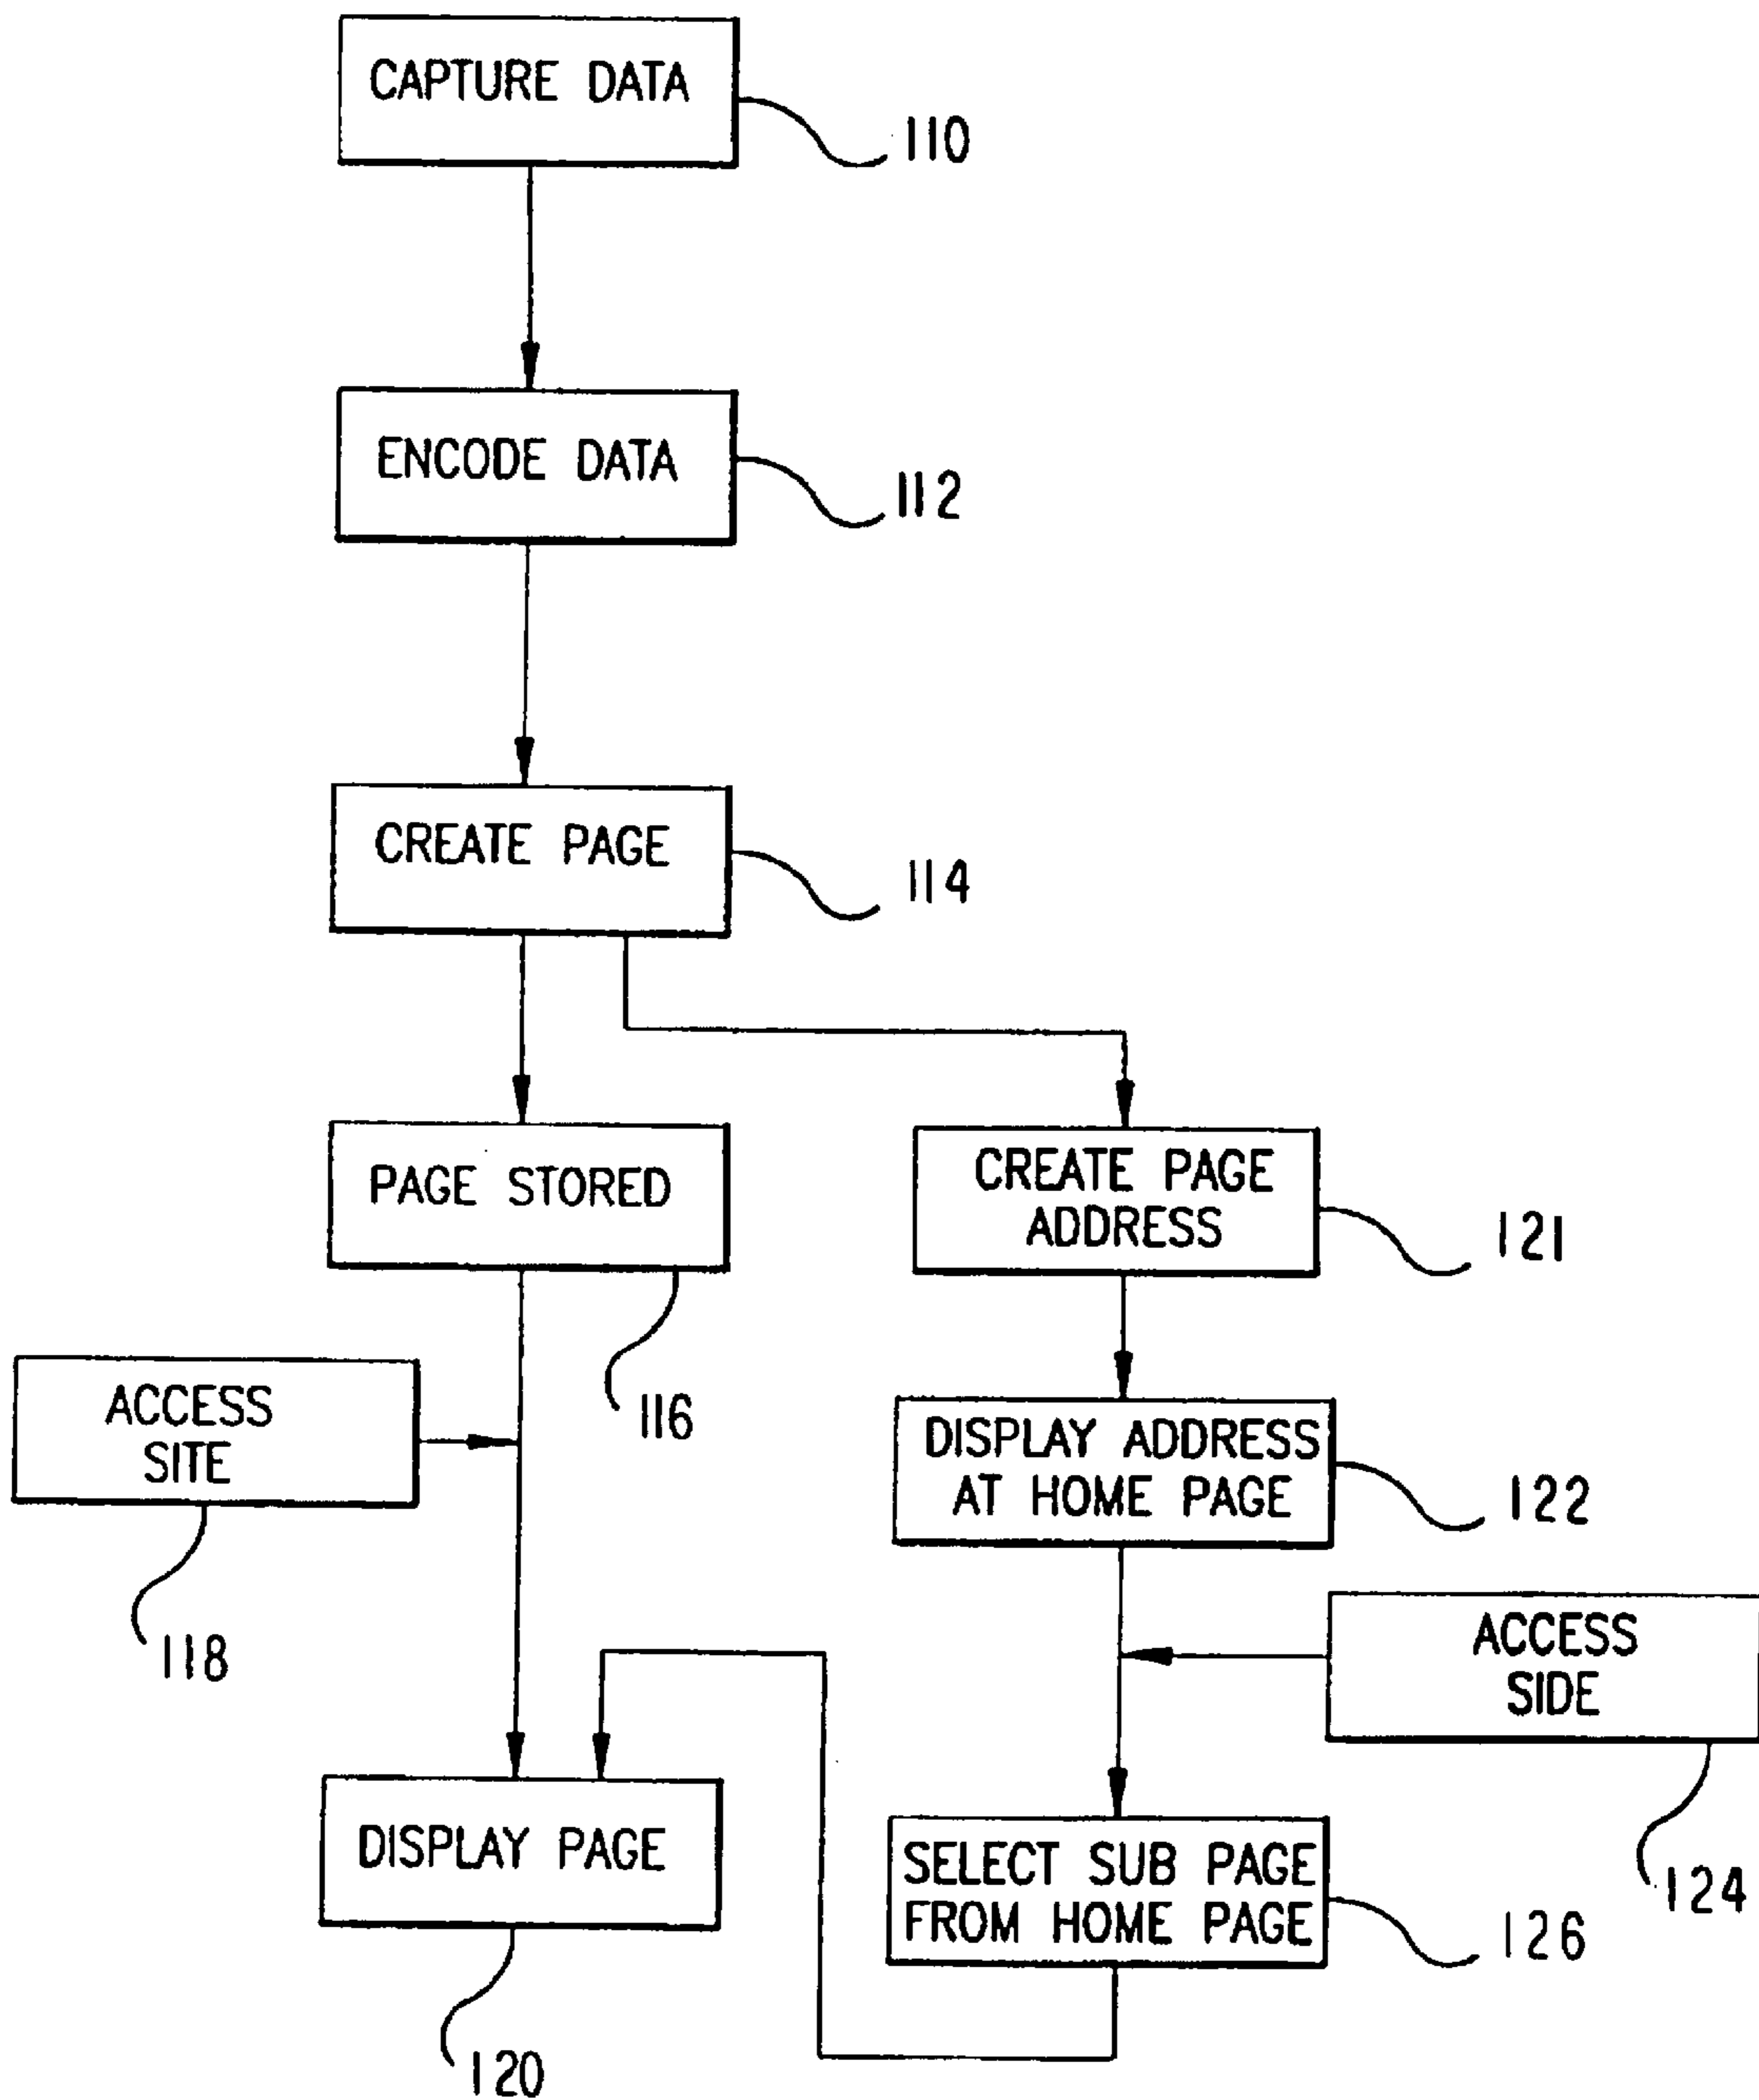 CAPTURE DATA
110
ENCODE DATA
112
CREATE PAGE
114
PAGE STORED
116
CREATE PAGE
ADDRESS
121
ACCESS
SITE
118
DISPLAY ADDRESS
AT HOME PAGE
122
ACCESS
SIDE
124
DISPLAY PAGE
120
SELECT SUB PAGE
FROM HOME PAGE
126